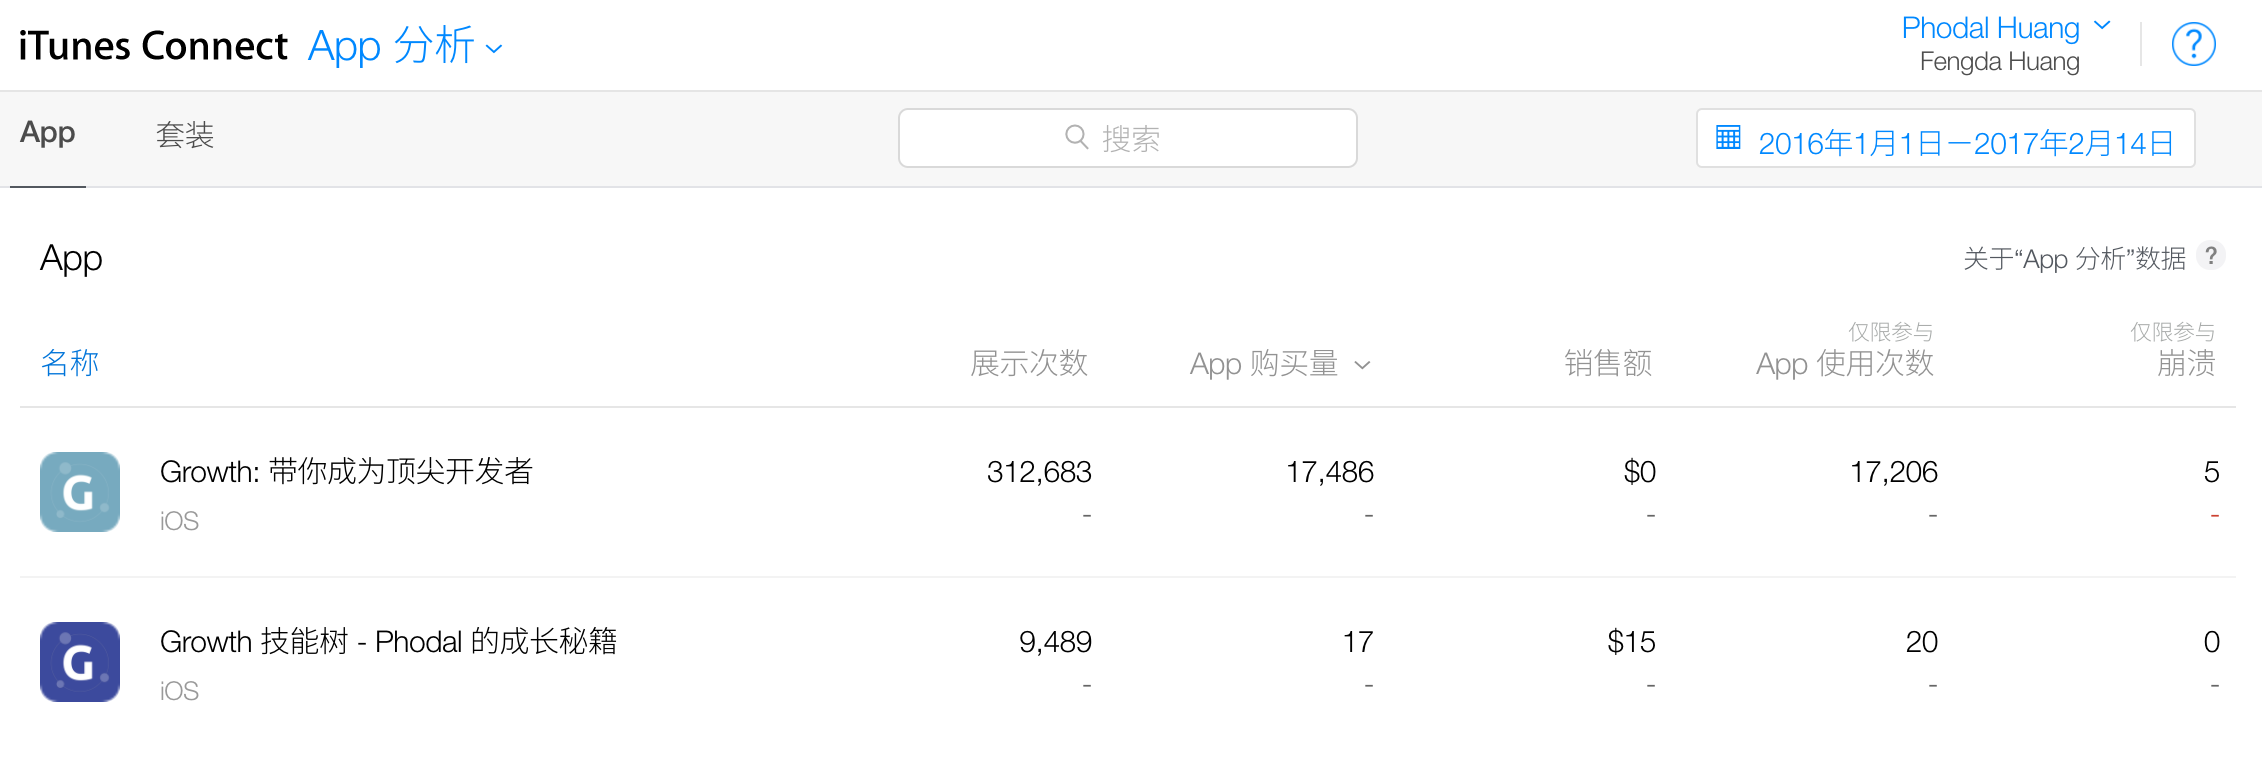 iTunes Connect App 分析
Phodal Huang
Fengda Huang
?
App 套装 搜索 2016年1月1日－2017年2月14日
App 关于“App 分析”数据 ?
仅限参与 仅限参与
名称 展示次数 App 购买量 销售额 App 使用次数 崩溃
G Growth: 带你成为顶尖开发者 312,683 17,486 $0 17,206 5
iOS - - - - -
G Growth 技能树 - Phodal 的成长秘籍 9,489 17 $15 20 0
iOS - - - - -